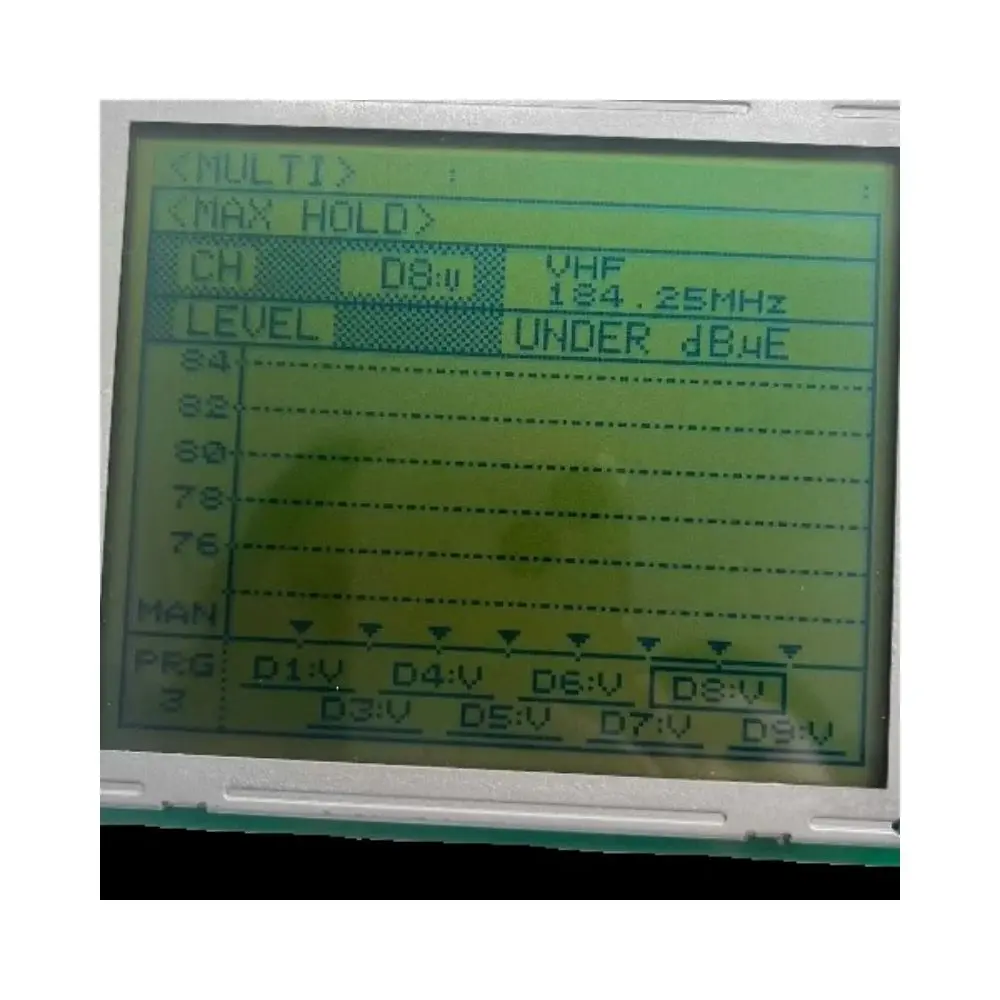 <MULTI> : :
<MAX HOLD>
CH D8:V VHF
184.25MHz
LEVEL UNDER dBµE
84
82
80
78
76
MAN
PRG
3
D1:V D4:V D6:V D8:V
D3:V D5:V D7:V D9:V